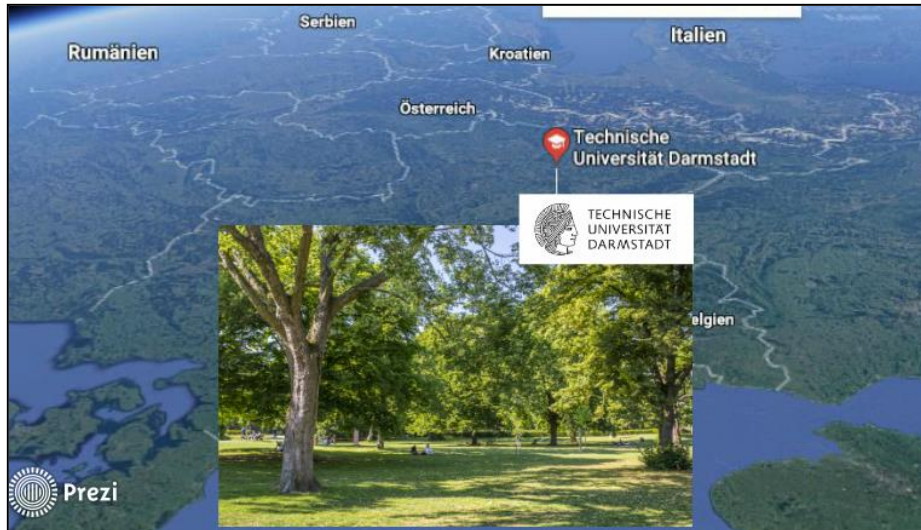 Serbien
Rumänien
Kroatien
Italien
Österreich
Technische
Universität Darmstadt
TECHNISCHE
UNIVERSITÄT
DARMSTADT
elgien
Prezi